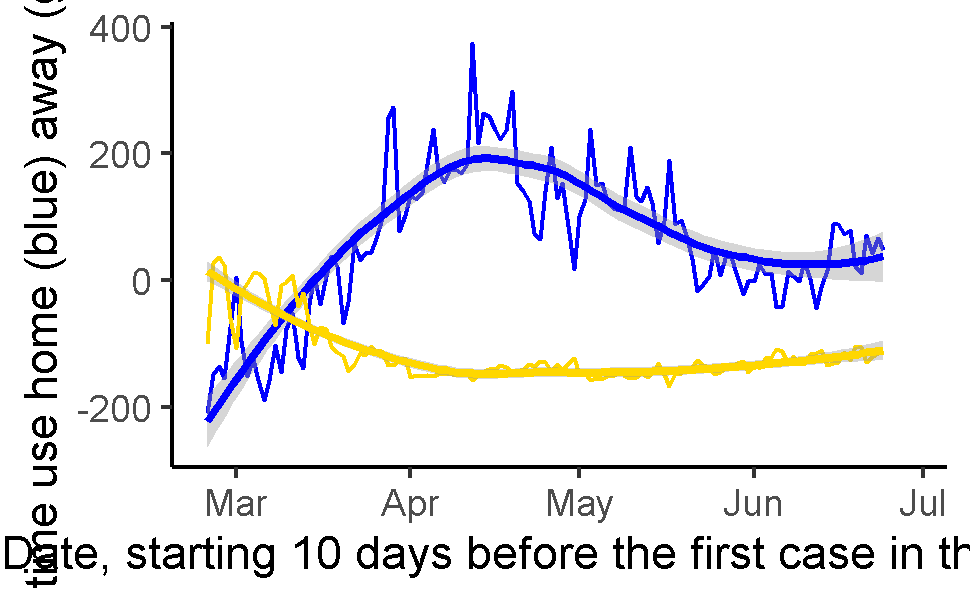 time use home (blue) away (
400
200
0
-200
Mar Apr May Jun Jul
Date, starting 10 days before the first case in th